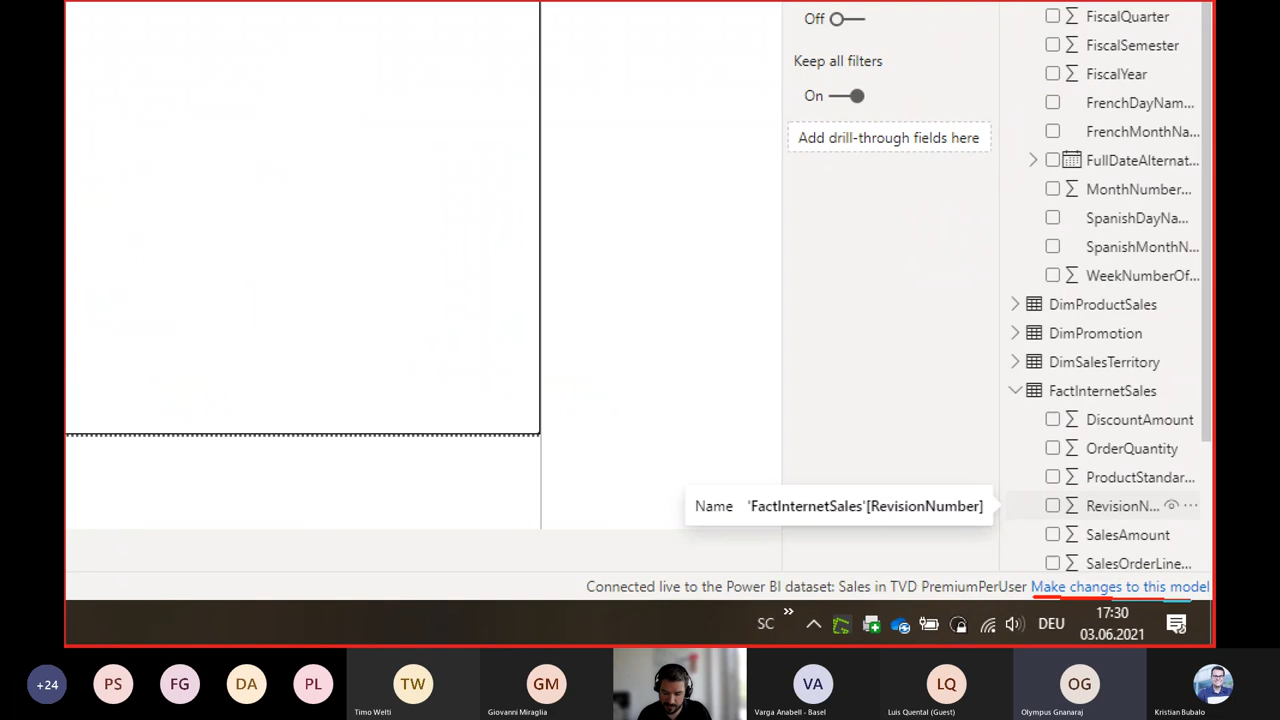 Off
Keep all filters
On
Add drill-through fields here
FiscalQuarter
FiscalSemester
FiscalYear
FrenchDayNam...
FrenchMonthNa...
FullDateAlternat...
MonthNumber...
SpanishDayNa...
SpanishMonthN...
WeekNumberOf...
DimProductSales
DimPromotion
DimSalesTerritory
FactInternetSales
DiscountAmount
OrderQuantity
ProductStandar...
RevisionN...
SalesAmount
SalesOrderLine...
Name 'FactInternetSales'[RevisionNumber]
Connected live to the Power BI dataset: Sales in TVD PremiumPerUser Make changes to this model
SC
DEU
17:30
03.06.2021
+24
PS
FG
DA
PL
TW
Timo Welti
GM
Giovanni Miraglia
VA
Varga Anabell - Basel
LQ
Luis Quental (Guest)
OG
Olympus Gnanaraj
Kristian Bubalo